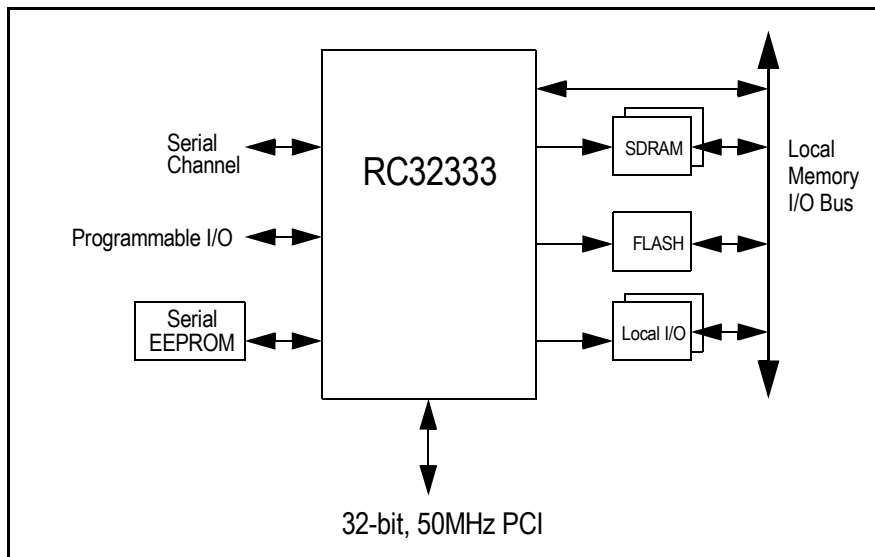 Serial
Channel
Programmable I/O
Serial
EEPROM
RC32333
SDRAM
FLASH
Local I/O
Local
Memory
I/O Bus
32-bit, 50MHz PCI